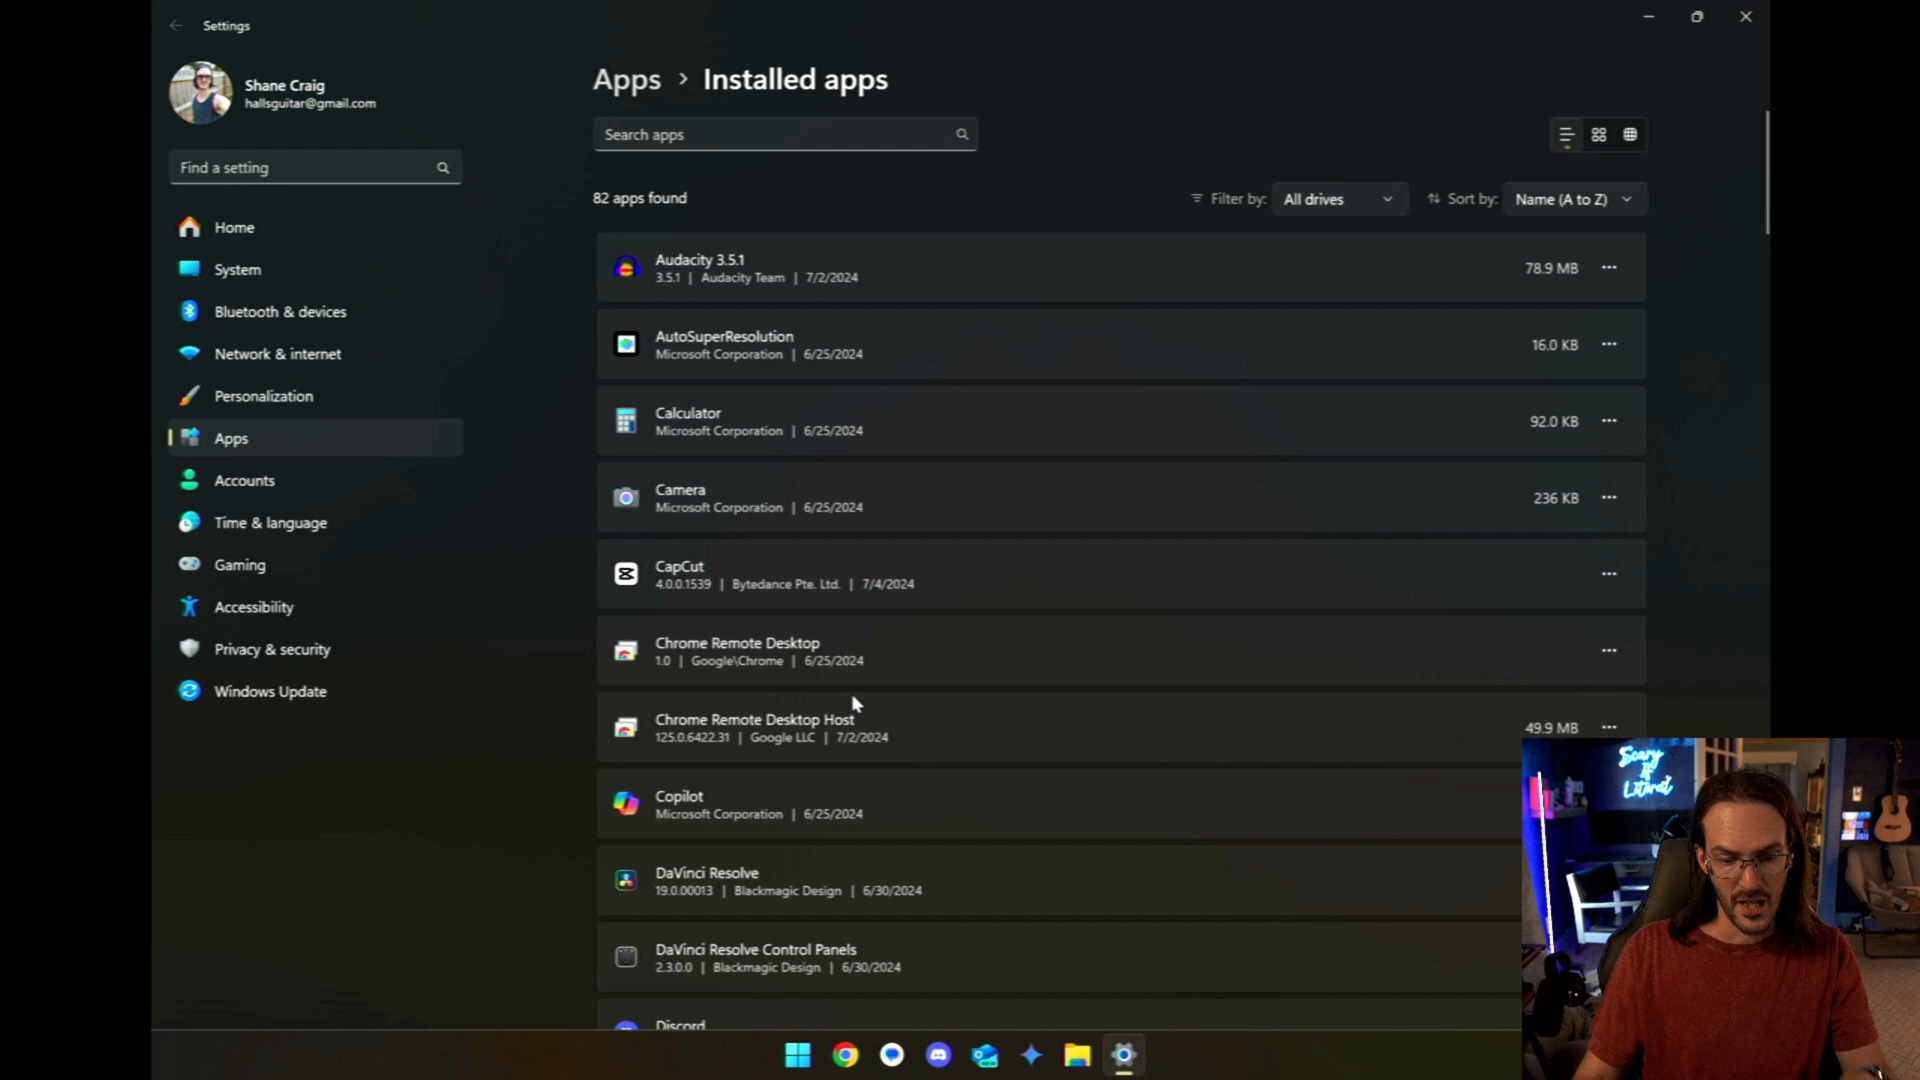 Settings
Shane Craig
hallsguitar@gmail.com
Find a setting
Home
System
Bluetooth & devices
Network & internet
Personalization
Apps
Accounts
Time & language
Gaming
Accessibility
Privacy & security
Windows Update
Apps > Installed apps
Search apps
82 apps found
Filter by: All drives
Sort by: Name (A to Z)
Audacity 3.5.1
3.5.1 | Audacity Team | 7/2/2024
78.9 MB
AutoSuperResolution
Microsoft Corporation | 6/25/2024
16.0 KB
Calculator
Microsoft Corporation | 6/25/2024
92.0 KB
Camera
Microsoft Corporation | 6/25/2024
236 KB
CapCut
4.0.0.1539 | Bytedance Pte. Ltd. | 7/4/2024
Chrome Remote Desktop
1.0 | Google\Chrome | 6/25/2024
Chrome Remote Desktop Host
125.0.6422.31 | Google LLC | 7/2/2024
49.9 MB
Copilot
Microsoft Corporation | 6/25/2024
DaVinci Resolve
19.0.00013 | Blackmagic Design | 6/30/2024
DaVinci Resolve Control Panels
2.3.0.0 | Blackmagic Design | 6/30/2024
Discord
Scary
is
Literal